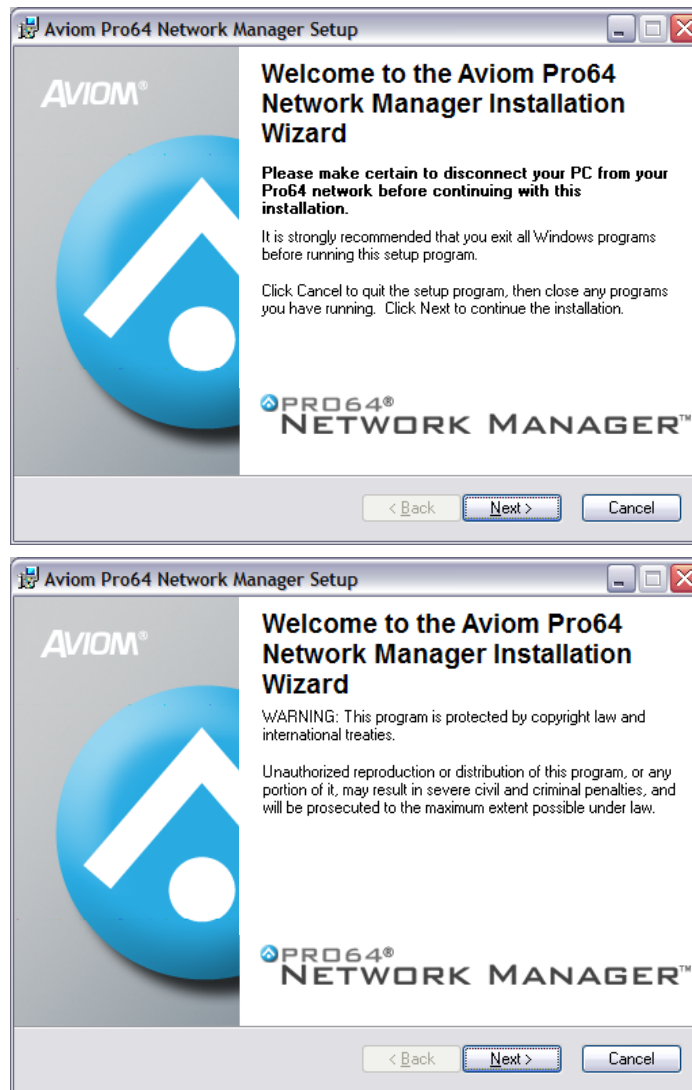 Aviom Pro64 Network Manager Setup
AVIOM®
Welcome to the Aviom Pro64
Network Manager Installation
Wizard
Please make certain to disconnect your PC from your
Pro64 network before continuing with this
installation.
It is strongly recommended that you exit all Windows programs
before running this setup program.
Click Cancel to quit the setup program, then close any programs
you have running. Click Next to continue the installation.
PRO64®
NETWORK MANAGER™
< Back
Next >
Cancel
Aviom Pro64 Network Manager Setup
AVIOM®
Welcome to the Aviom Pro64
Network Manager Installation
Wizard
WARNING: This program is protected by copyright law and
international treaties.
Unauthorized reproduction or distribution of this program, or any
portion of it, may result in severe civil and criminal penalties, and
will be prosecuted to the maximum extent possible under law.
PRO64®
NETWORK MANAGER™
< Back
Next >
Cancel